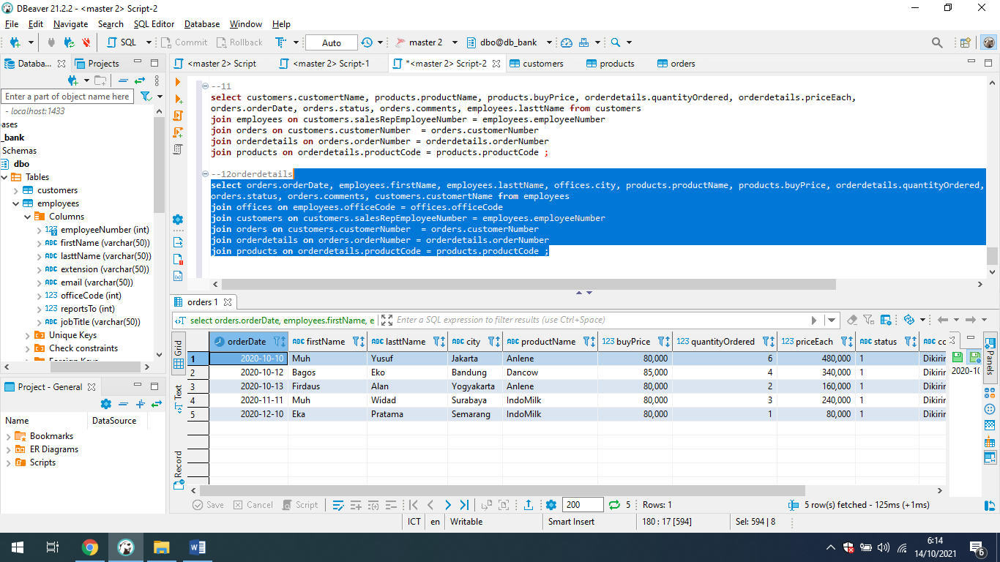 DBeaver 21.2.2 - <master 2> Script-2
File Edit Navigate Search SQL Editor Database Window Help
SQL Commit Rollback T Auto master 2 dbo@db_bank
Databa... Projects
<master 2> Script <master 2> Script-1 *<master 2> Script-2 customers products orders
Enter a part of object name here
- localhost:1433
ases
_bank
Schemas
dbo
Tables
customers
employees
Columns
123 employeeNumber (int)
ABC firstName (varchar(50))
ABC lasttName (varchar(50))
ABC extension (varchar(50))
ABC email (varchar(50))
123 officeCode (int)
123 reportsTo (int)
ABC jobTitle (varchar(50))
Unique Keys
Check constraints
Foreign Keys
Project - General
Name DataSource
Bookmarks
ER Diagrams
Scripts
--11
select customers.customertName, products.productName, products.buyPrice, orderdetails.quantityOrdered, orderdetails.priceEach,
orders.orderDate, orders.status, orders.comments, employees.lasttName from customers
join employees on customers.salesRepEmployeeNumber = employees.employeeNumber
join orders on customers.customerNumber  = orders.customerNumber
join orderdetails on orders.orderNumber = orderdetails.orderNumber
join products on orderdetails.productCode = products.productCode ;
--12orderdetails
select orders.orderDate, employees.firstName, employees.lasttName, offices.city, products.productName, products.buyPrice, orderdetails.quantityOrdered,
orders.status, orders.comments, customers.customertName from employees
join offices on employees.officeCode = offices.officeCode
join customers on customers.salesRepEmployeeNumber = employees.employeeNumber
join orders on customers.customerNumber  = orders.customerNumber
join orderdetails on orders.orderNumber = orderdetails.orderNumber
join products on orderdetails.productCode = products.productCode ;
orders 1
select orders.orderDate, employees.firstName, e Enter a SQL expression to filter results (use Ctrl+Space)
Grid
Text
Record
orderDate ABC firstName ABC lasttName ABC city ABC productName 123 buyPrice 123 quantityOrdered 123 priceEach ABC status ABC co
1 2020-10-10 Muh Yusuf Jakarta Anlene 80,000 6 480,000 1 Dikirir
2 2020-10-12 Bagos Eko Bandung Dancow 85,000 4 340,000 1 Dikirir
3 2020-10-13 Firdaus Alan Yogyakarta Anlene 80,000 2 160,000 1 Dikirir
4 2020-11-11 Muh Widad Surabaya IndoMilk 80,000 3 240,000 1 Dikirir
5 2020-12-10 Eka Pratama Semarang IndoMilk 80,000 1 80,000 1 Dikirir
2020-10
Panels
Save Cancel Script 200 5 Rows: 1 5 row(s) fetched - 125ms (+1ms)
ICT en Writable Smart Insert 180 : 17 [594] Sel: 594 | 8
6:14
14/10/2021
6